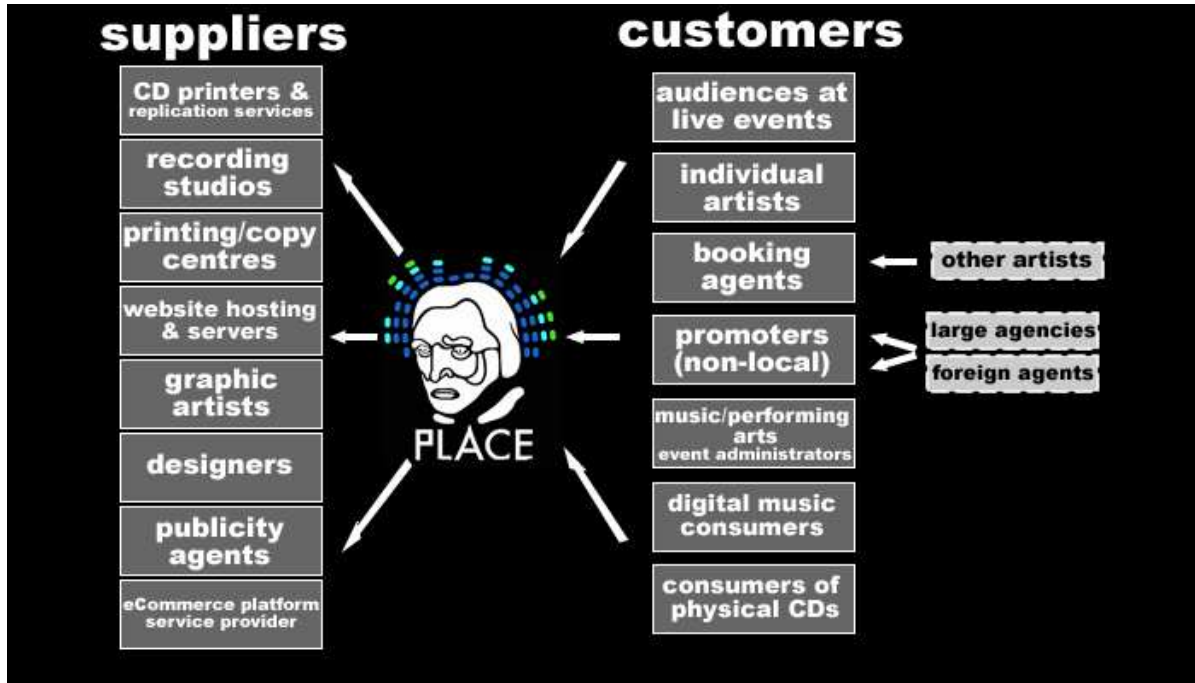 suppliers
CD printers &
replication services
recording
studios
printing/copy
centres
website hosting
& servers
graphic
artists
designers
publicity
agents
eCommerce platform
service provider
PLACE
customers
audiences at
live events
individual
artists
booking
agents
promoters
(non-local)
music/performing
arts
event administrators
digital music
consumers
consumers of
physical CDs
other artists
large agencies
foreign agents